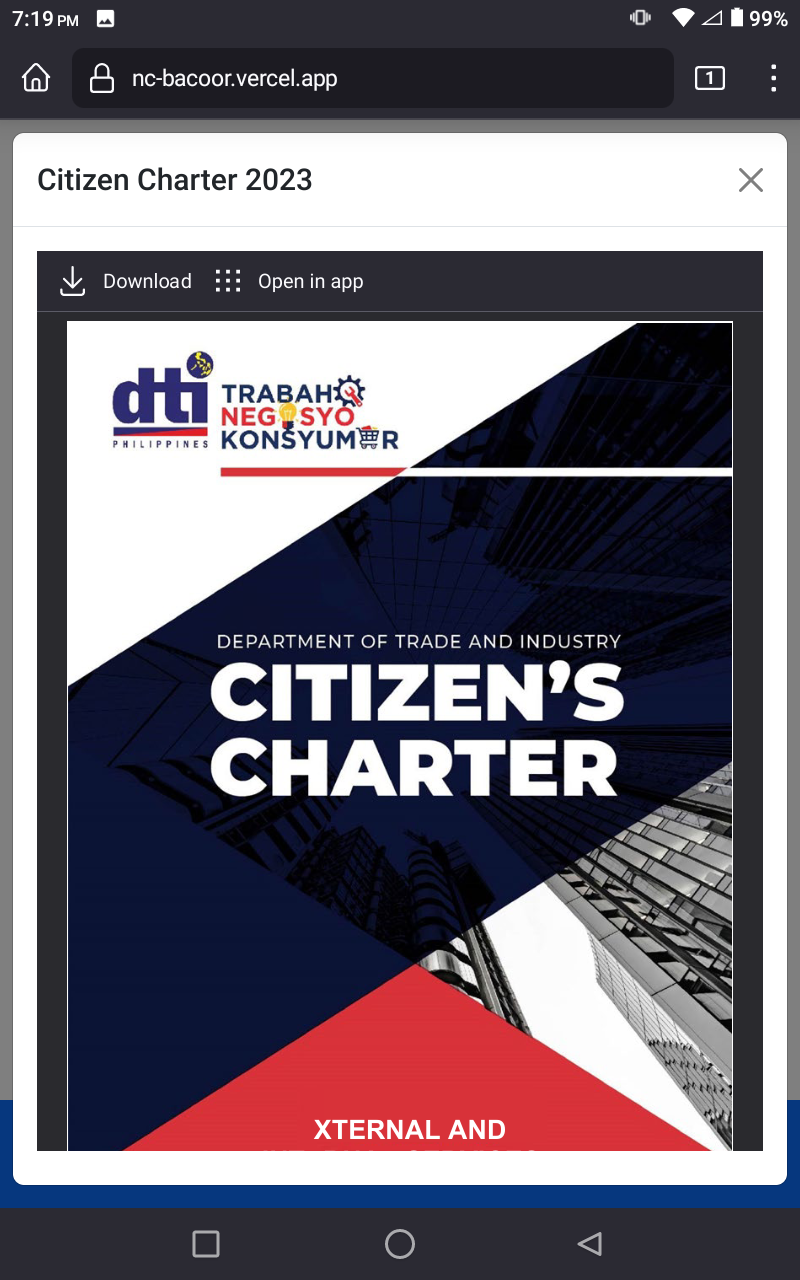 7:19 PM
99%
nc-bacoor.vercel.app
1
Citizen Charter 2023
Download
Open in app
dti
PHILIPPINES
TRABAHO
NEGOSYO
KONSYUMER
DEPARTMENT OF TRADE AND INDUSTRY
CITIZEN'S
CHARTER
XTERNAL AND